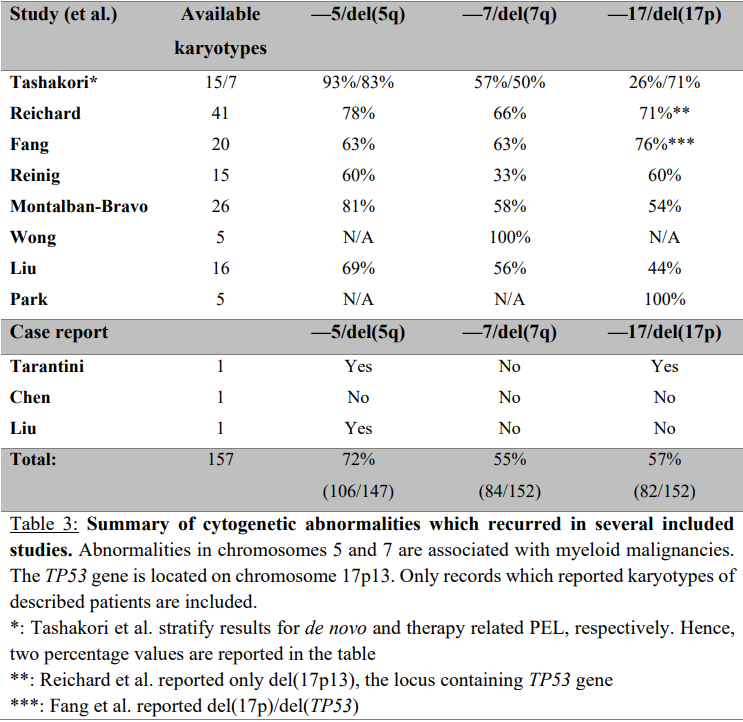 Study (et al.) Available karyotypes —5/del(5q) —7/del(7q) —17/del(17p)
Tashakori* 15/7 93%/83% 57%/50% 26%/71%
Reichard 41 78% 66% 71%**
Fang 20 63% 63% 76%***
Reinig 15 60% 33% 60%
Montalban-Bravo 26 81% 58% 54%
Wong 5 N/A 100% N/A
Liu 16 69% 56% 44%
Park 5 N/A N/A 100%
Case report —5/del(5q) —7/del(7q) —17/del(17p)
Tarantini 1 Yes No Yes
Chen 1 No No No
Liu 1 Yes No No
Total: 157 72% 55% 57%
(106/147) (84/152) (82/152)
Table 3: Summary of cytogenetic abnormalities which recurred in several included
studies. Abnormalities in chromosomes 5 and 7 are associated with myeloid malignancies.
The TP53 gene is located on chromosome 17p13. Only records which reported karyotypes of
described patients are included.
*: Tashakori et al. stratify results for de novo and therapy related PEL, respectively. Hence,
two percentage values are reported in the table
**: Reichard et al. reported only del(17p13), the locus containing TP53 gene
***: Fang et al. reported del(17p)/del(TP53)